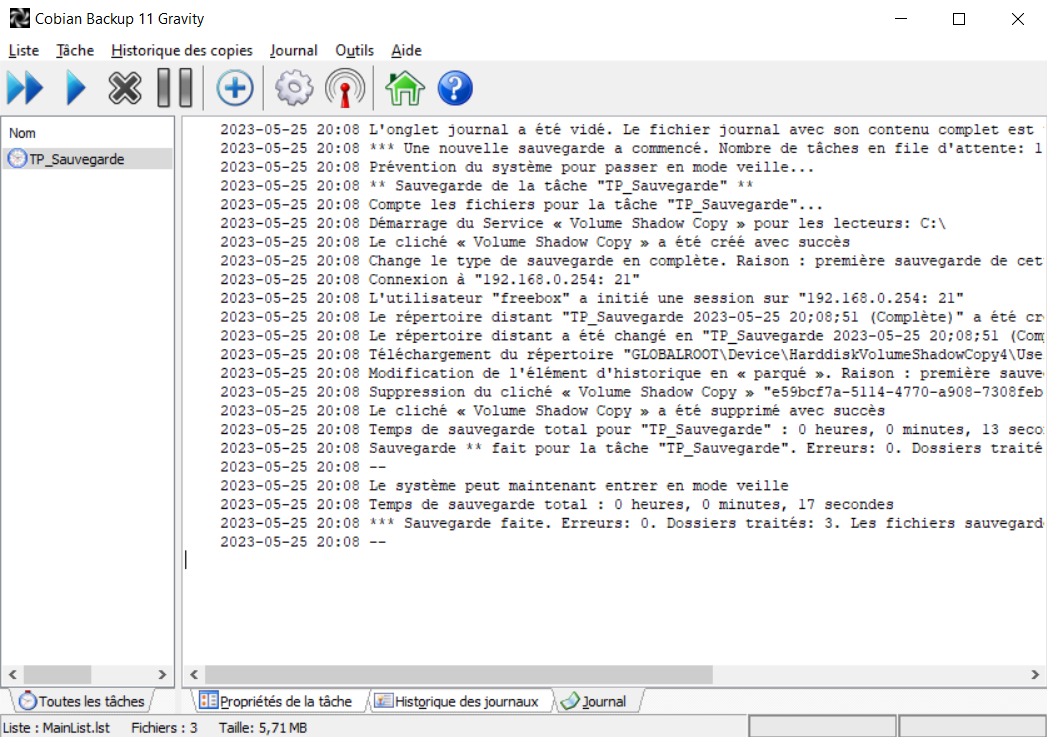 Cobian Backup 11 Gravity
Liste Tâche Historique des copies Journal Outils Aide
Nom
TP_Sauvegarde
2023-05-25 20:08 L'onglet journal a été vidé. Le fichier journal avec son contenu complet est
2023-05-25 20:08 *** Une nouvelle sauvegarde a commencé. Nombre de tâches en file d'attente: 1
2023-05-25 20:08 Prévention du système pour passer en mode veille...
2023-05-25 20:08 ** Sauvegarde de la tâche "TP_Sauvegarde" **
2023-05-25 20:08 Compte les fichiers pour la tâche "TP_Sauvegarde"...
2023-05-25 20:08 Démarrage du Service « Volume Shadow Copy » pour les lecteurs: C:\
2023-05-25 20:08 Le cliché « Volume Shadow Copy » a été créé avec succès
2023-05-25 20:08 Change le type de sauvegarde en complète. Raison : première sauvegarde de cet
2023-05-25 20:08 Connexion à "192.168.0.254: 21"
2023-05-25 20:08 L'utilisateur "freebox" a initié une session sur "192.168.0.254: 21"
2023-05-25 20:08 Le répertoire distant "TP_Sauvegarde 2023-05-25 20;08;51 (Complète)" a été cr
2023-05-25 20:08 Le répertoire distant a été changé en "TP_Sauvegarde 2023-05-25 20;08;51 (Com
2023-05-25 20:08 Téléchargement du répertoire "GLOBALROOT\Device\HarddiskVolumeShadowCopy4\Use
2023-05-25 20:08 Modification de l'élément d'historique en « parqué ». Raison : première sauve
2023-05-25 20:08 Suppression du cliché « Volume Shadow Copy » "e59bcf7a-5114-4770-a908-7308feb
2023-05-25 20:08 Le cliché « Volume Shadow Copy » a été supprimé avec succès
2023-05-25 20:08 Temps de sauvegarde total pour "TP_Sauvegarde" : 0 heures, 0 minutes, 13 seco
2023-05-25 20:08 Sauvegarde ** fait pour la tâche "TP_Sauvegarde". Erreurs: 0. Dossiers traité
2023-05-25 20:08 --
2023-05-25 20:08 Le système peut maintenant entrer en mode veille
2023-05-25 20:08 Temps de sauvegarde total : 0 heures, 0 minutes, 17 secondes
2023-05-25 20:08 *** Sauvegarde faite. Erreurs: 0. Dossiers traités: 3. Les fichiers sauvegard
2023-05-25 20:08 --
Toutes les tâches Propriétés de la tâche Historique des journaux Journal
Liste : MainList.lst Fichiers : 3 Taille: 5,71 MB